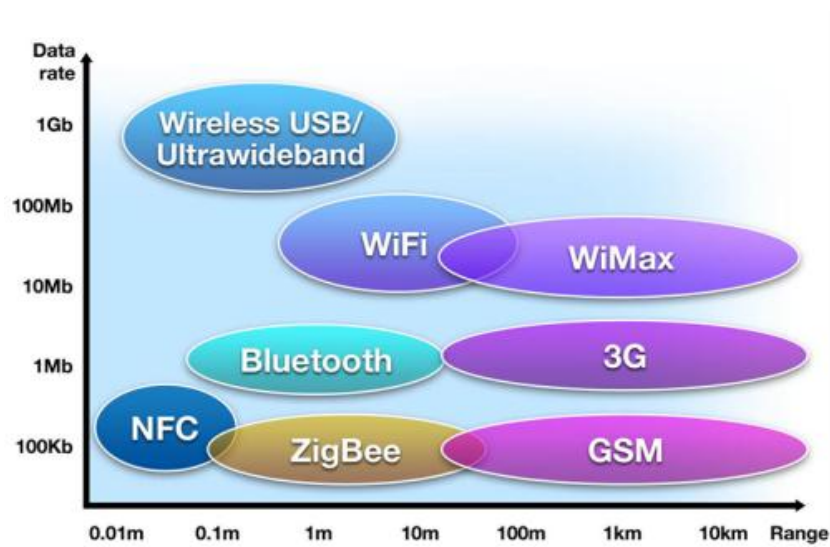 Data
rate
1Gb
Wireless USB/
Ultrawideband
100Mb
WiFi
WiMax
10Mb
Bluetooth
3G
1Mb
NFC
ZigBee
GSM
100Kb
0.01m 0.1m 1m 10m 100m 1km 10km Range